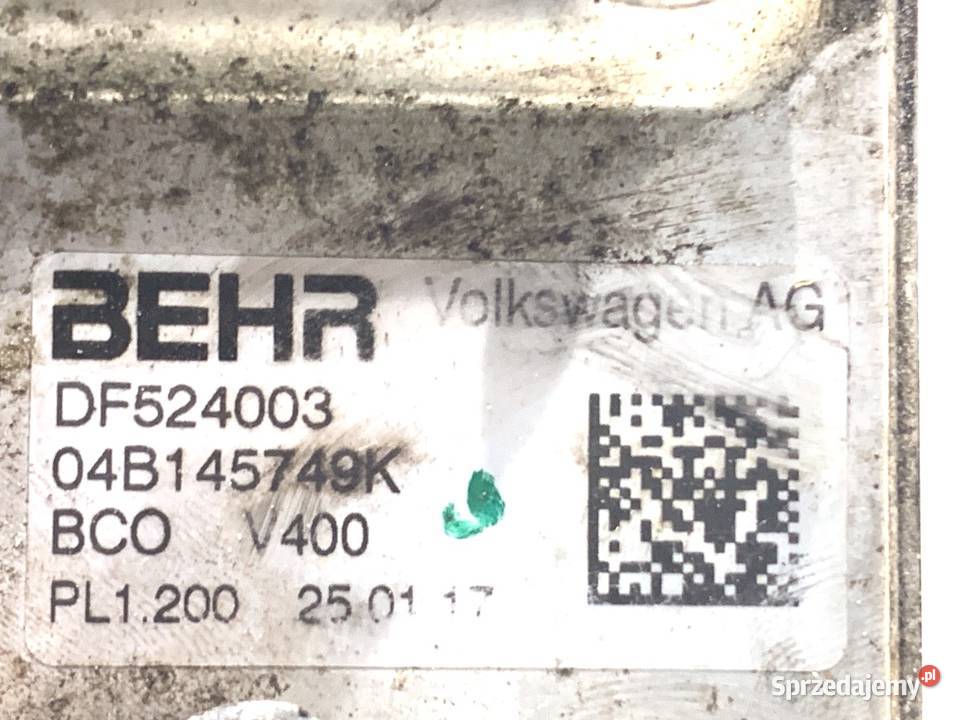 BEHR Volkswagen AG
DF524003
04B145749K
BCO V400
PL1.200 25 01 17
Sprzedajemy.pl